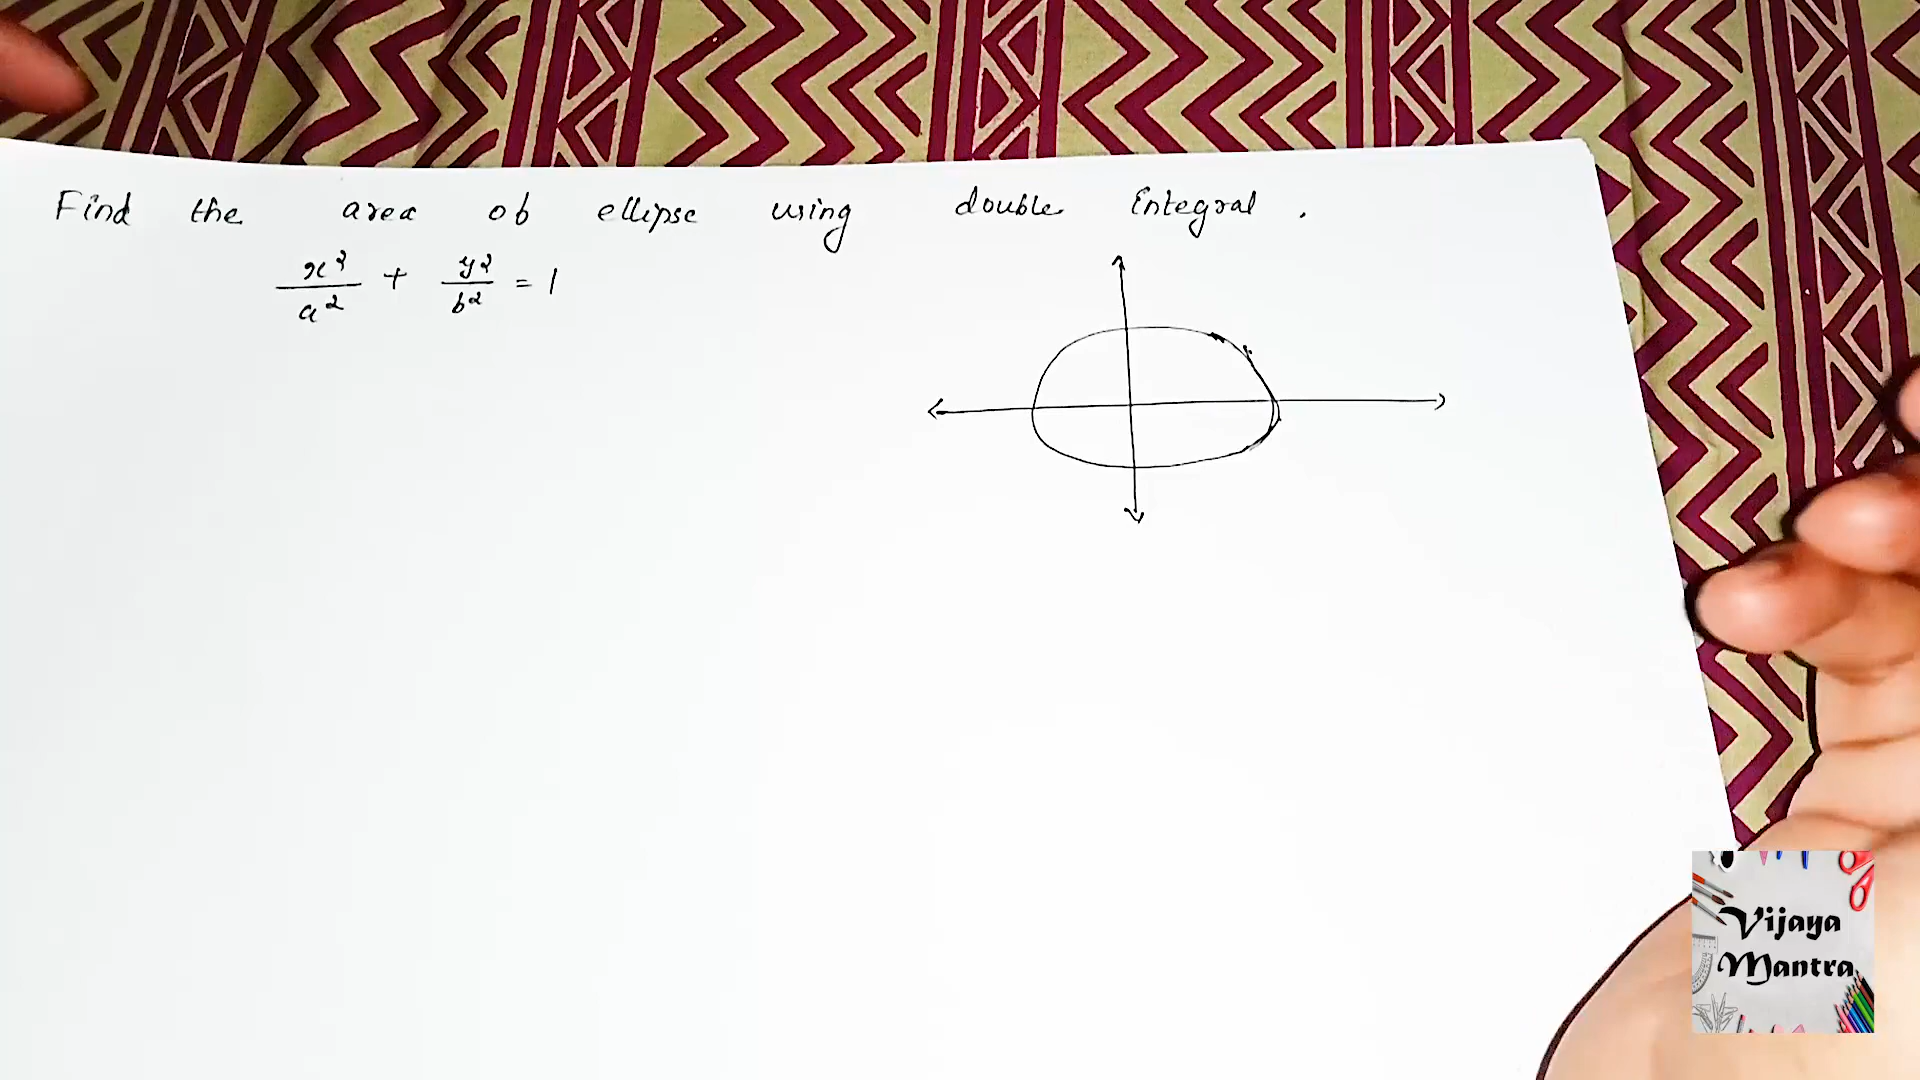 Find the area of ellipse using double integral.
x²/a² + y²/b² = 1
Vijaya
Mantra